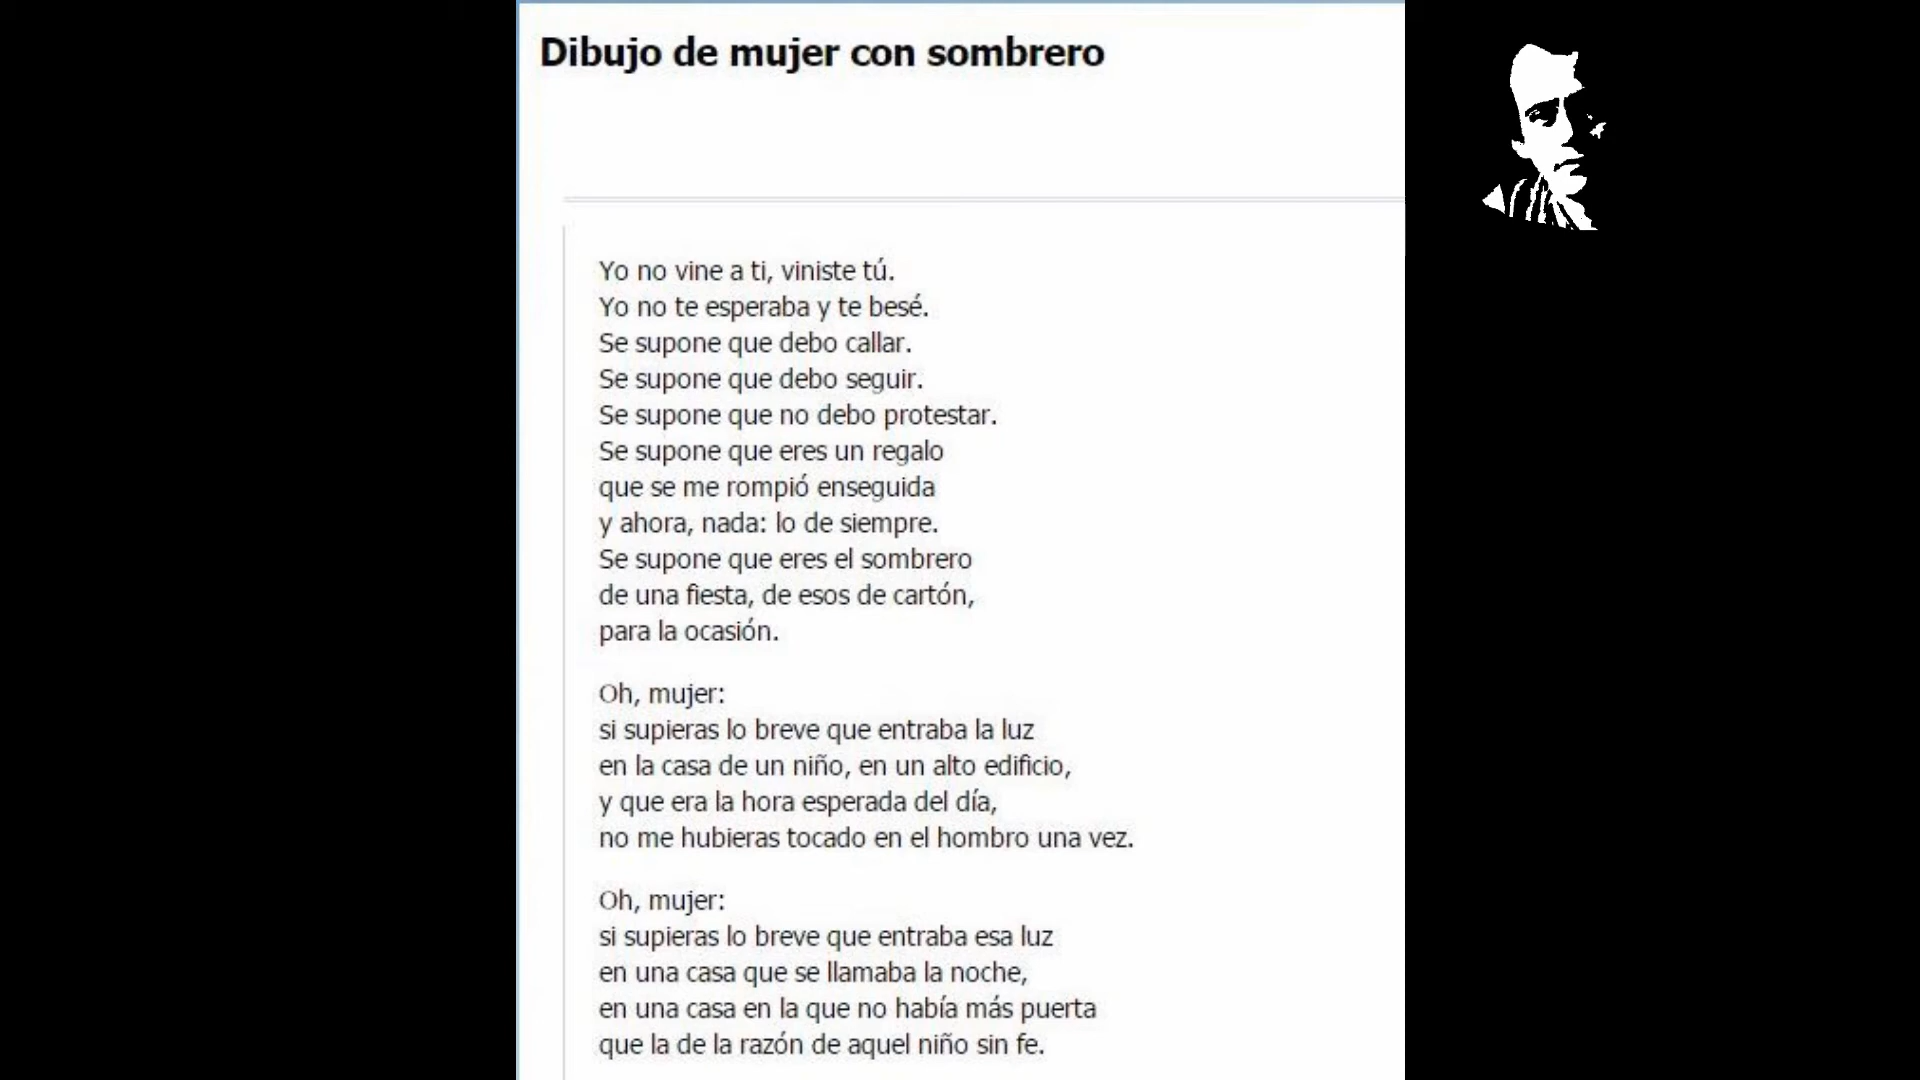 Dibujo de mujer con sombrero
Yo no vine a ti, viniste tú.
Yo no te esperaba y te besé.
Se supone que debo callar.
Se supone que debo seguir.
Se supone que no debo protestar.
Se supone que eres un regalo
que se me rompió enseguida
y ahora, nada: lo de siempre.
Se supone que eres el sombrero
de una fiesta, de esos de cartón,
para la ocasión.
Oh, mujer:
si supieras lo breve que entraba la luz
en la casa de un niño, en un alto edificio,
y que era la hora esperada del día,
no me hubieras tocado en el hombro una vez.
Oh, mujer:
si supieras lo breve que entraba esa luz
en una casa que se llamaba la noche,
en una casa en la que no había más puerta
que la de la razón de aquel niño sin fe.